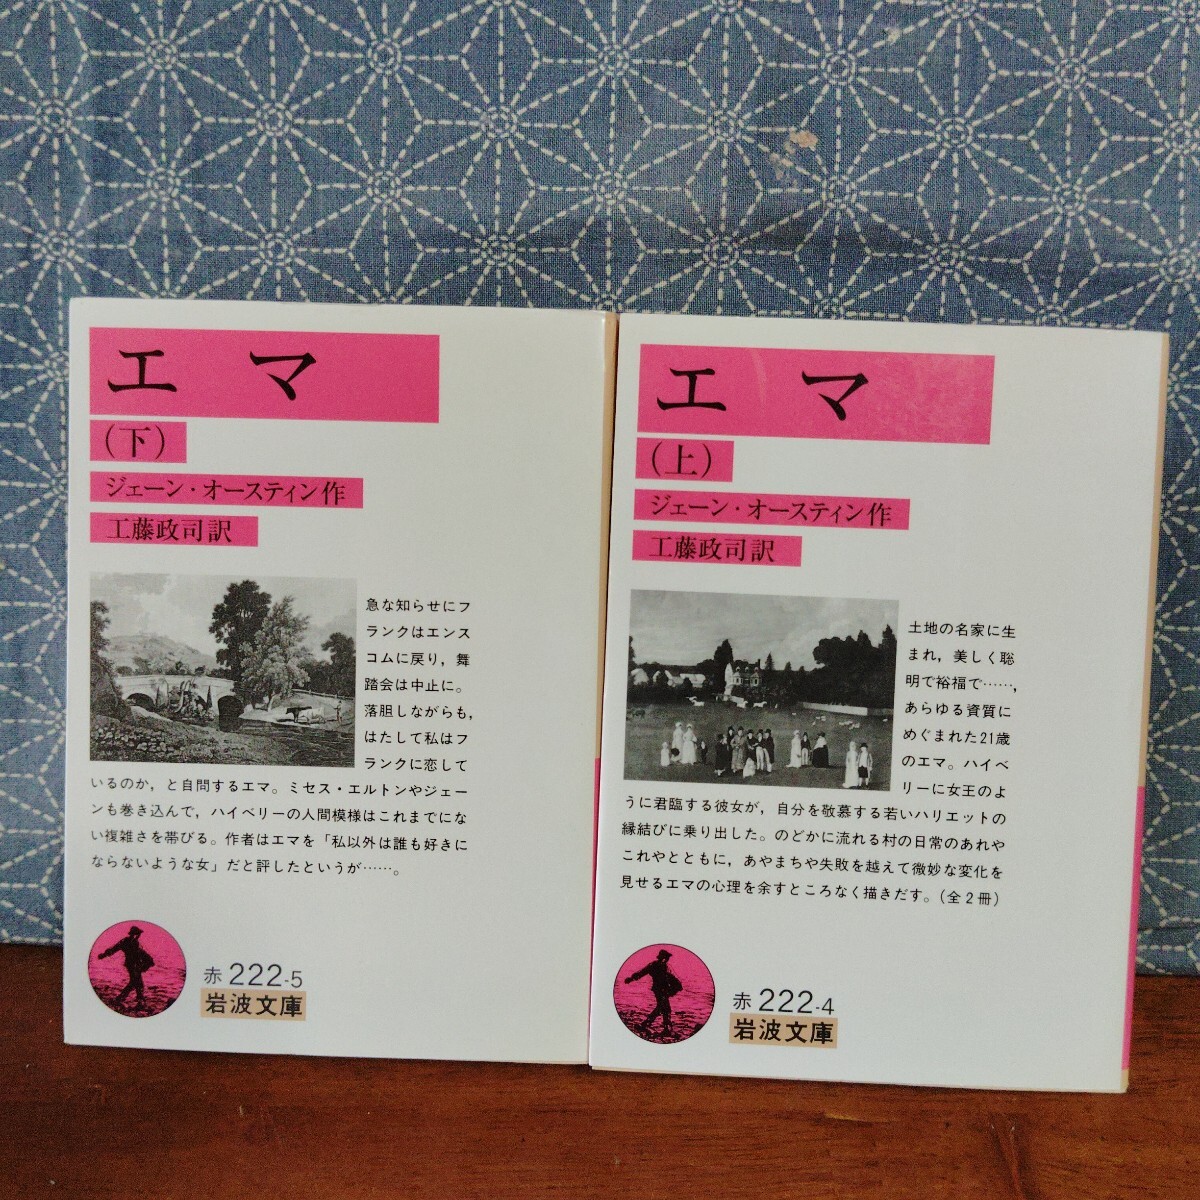 エマ
（下）
ジェーン・オースティン作
工藤政司訳
急な知らせにフ
ランクはエンス
コムに戻り，舞
踏会は中止に。
落胆しながらも，
はたして私はフ
ランクに恋して
いるのか，と自問するエマ。ミセス・エルトンやジェー
ンも巻き込んで，ハイベリーの人間模様はこれまでにな
い複雑さを帯びる。作者はエマを「私以外は誰も好きに
ならないような女」だと評したというが……。
赤 222-5
岩波文庫
エマ
（上）
ジェーン・オースティン作
工藤政司訳
土地の名家に生
まれ，美しく聡
明で裕福で……，
あらゆる資質に
めぐまれた21歳
のエマ。ハイベ
リーに女王のよ
うに君臨する彼女が，自分を敬慕する若いハリエットの
縁結びに乗り出した。のどかに流れる村の日常のあれや
これやとともに，あやまちや失敗を越えて微妙な変化を
見せるエマの心理を余すところなく描きだす。（全２冊）
赤 222-4
岩波文庫